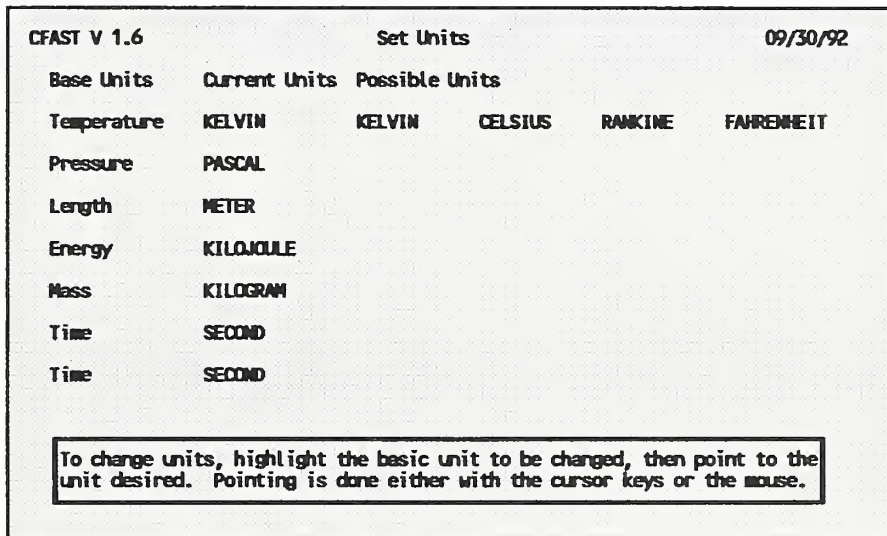 CFAST V 1.6 Set Units 09/30/92
Base Units Current Units Possible Units
Temperature KELVIN KELVIN CELSIUS RANKINE FAHRENHEIT
Pressure PASCAL
Length METER
Energy KILOJOULE
Mass KILOGRAM
Time SECOND
Time SECOND
To change units, highlight the basic unit to be changed, then point to the
unit desired. Pointing is done either with the cursor keys or the mouse.